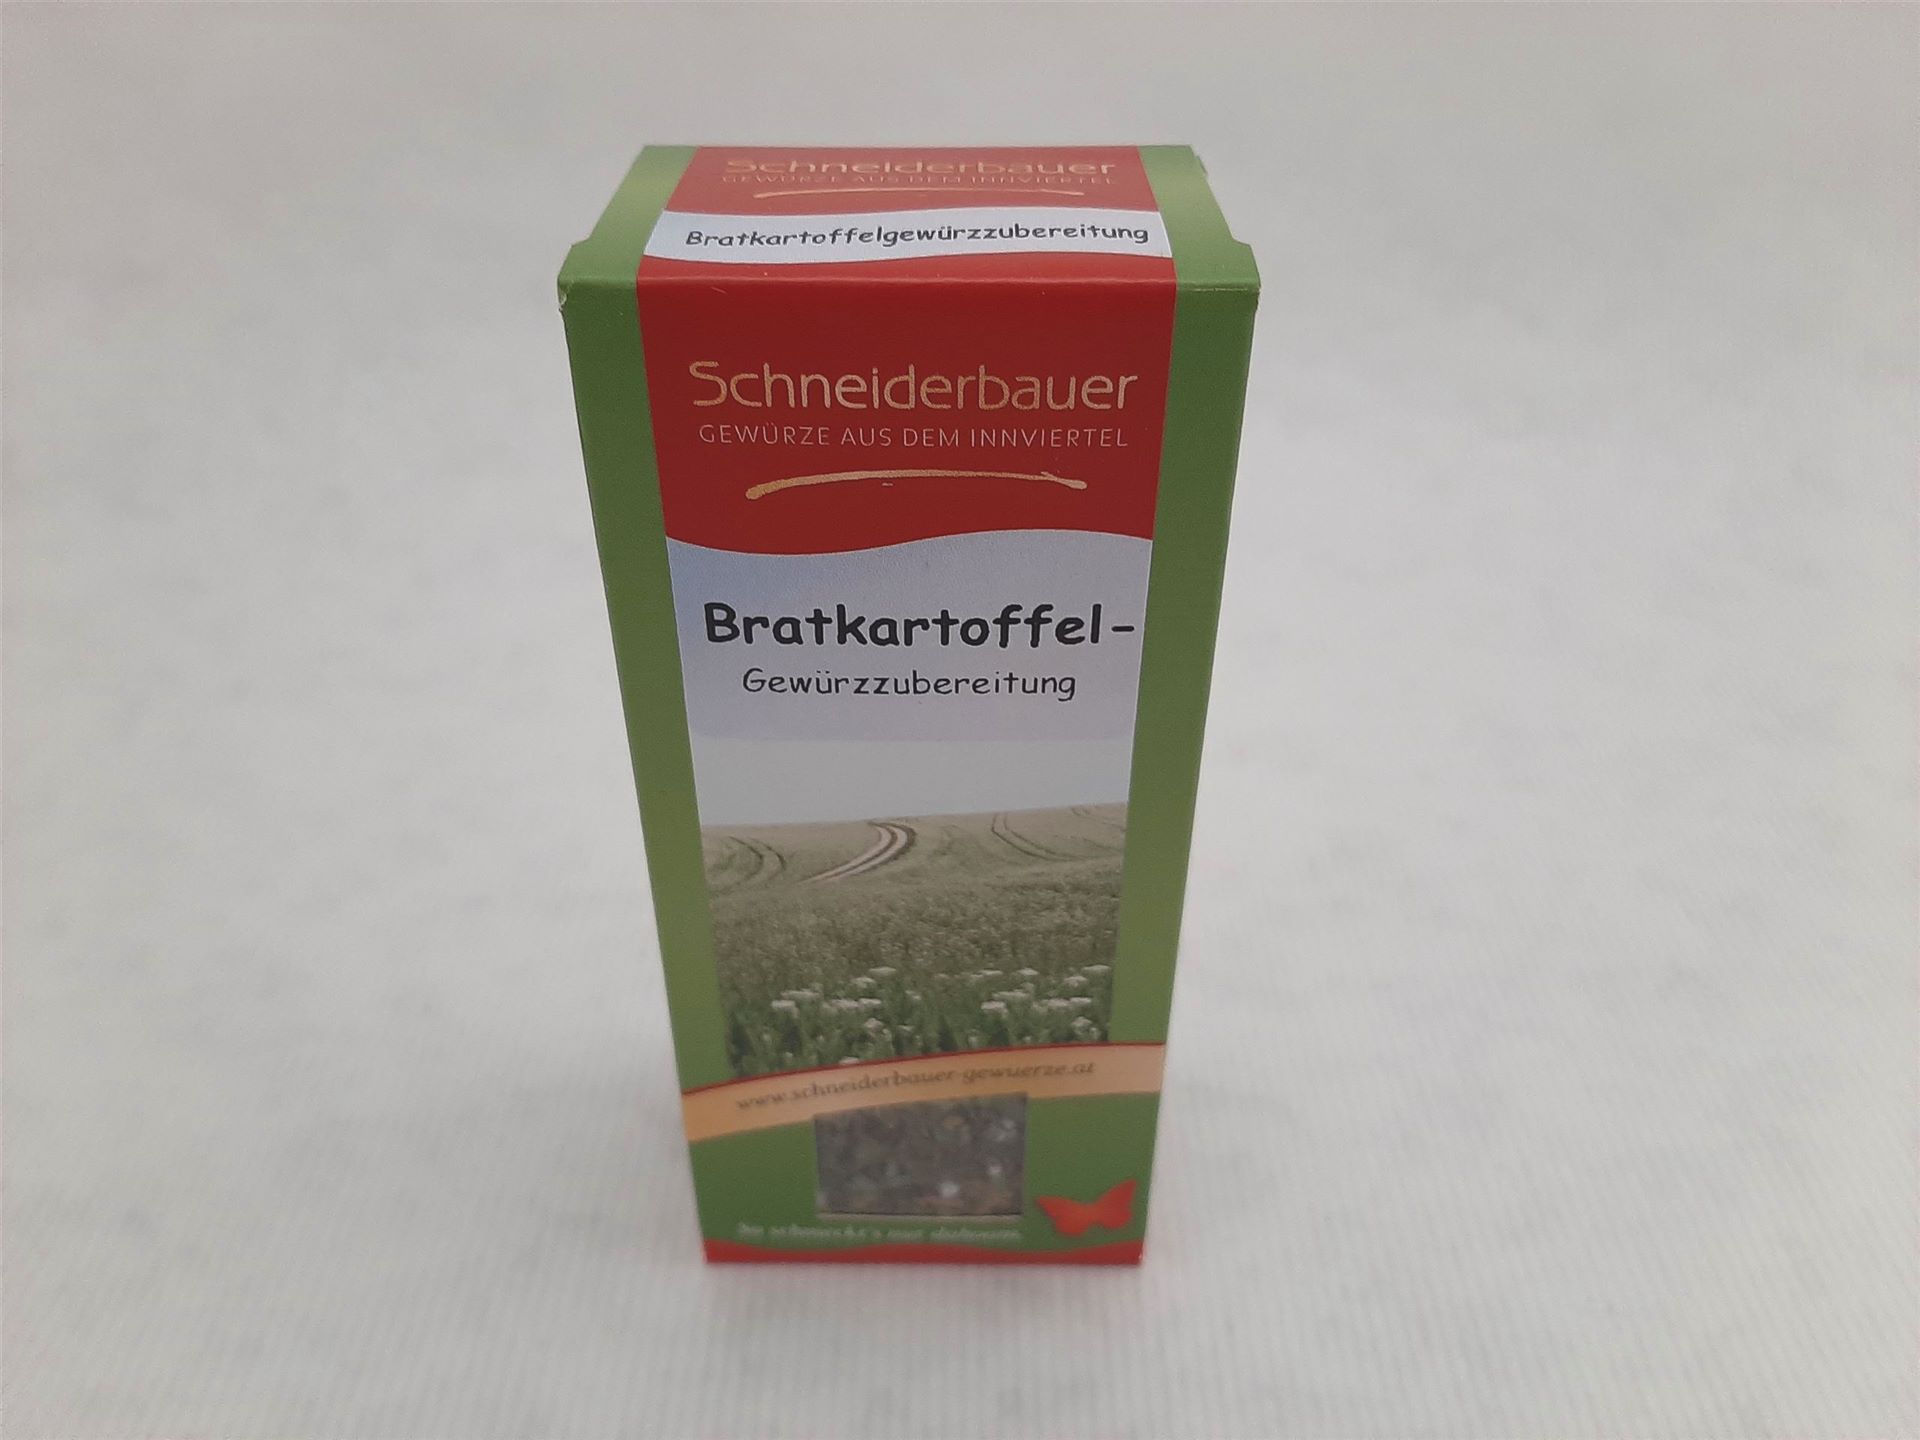 Schneiderbauer
GEWÜRZE AUS DEM INNVIERTEL
Bratkartoffelgewürzzubereitung
Schneiderbauer
GEWÜRZE AUS DEM INNVIERTEL
Bratkartoffel-
Gewürzzubereitung
www.schneiderbauer-gewuerze.at